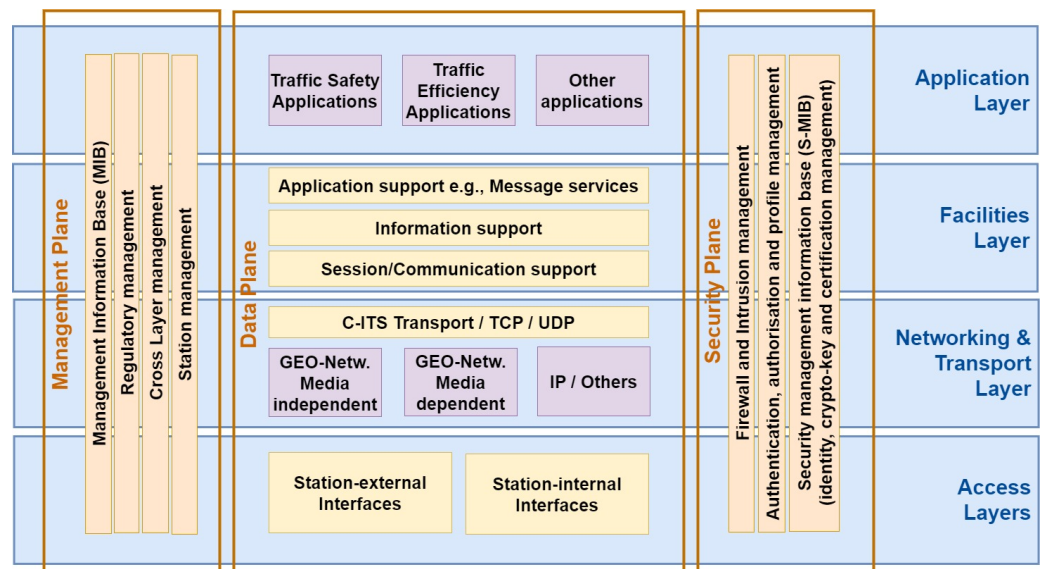 Management Plane
Management Information Base (MIB)
Regulatory management
Cross Layer management
Station management
Data Plane
Traffic Safety
Applications
Traffic
Efficiency
Applications
Other
applications
Application support e.g., Message services
Information support
Session/Communication support
C-ITS Transport / TCP / UDP
GEO-Netw.
Media
independent
GEO-Netw.
Media
dependent
IP / Others
Station-external
Interfaces
Station-internal
Interfaces
Security Plane
Firewall and Intrusion management
Authentication, authorisation and profile management
Security management information base (S-MIB)
(identity, crypto-key and certification management)
Application
Layer
Facilities
Layer
Networking &
Transport
Layer
Access
Layers